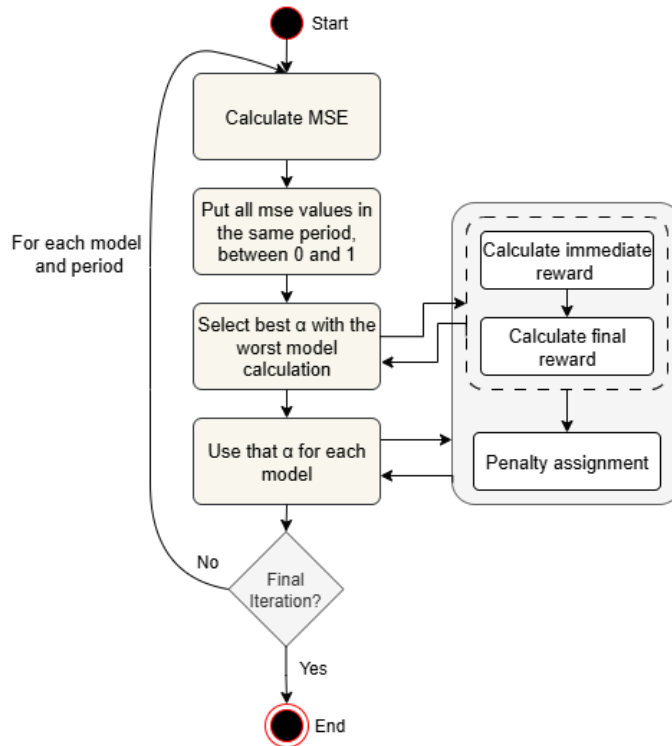 Start
Calculate MSE
Put all mse values in
the same period,
between 0 and 1
For each model
and period
Calculate immediate
reward
Select best α with the
worst model
calculation
Calculate final
reward
Use that α for each
model
Penalty assignment
No
Final
Iteration?
Yes
End